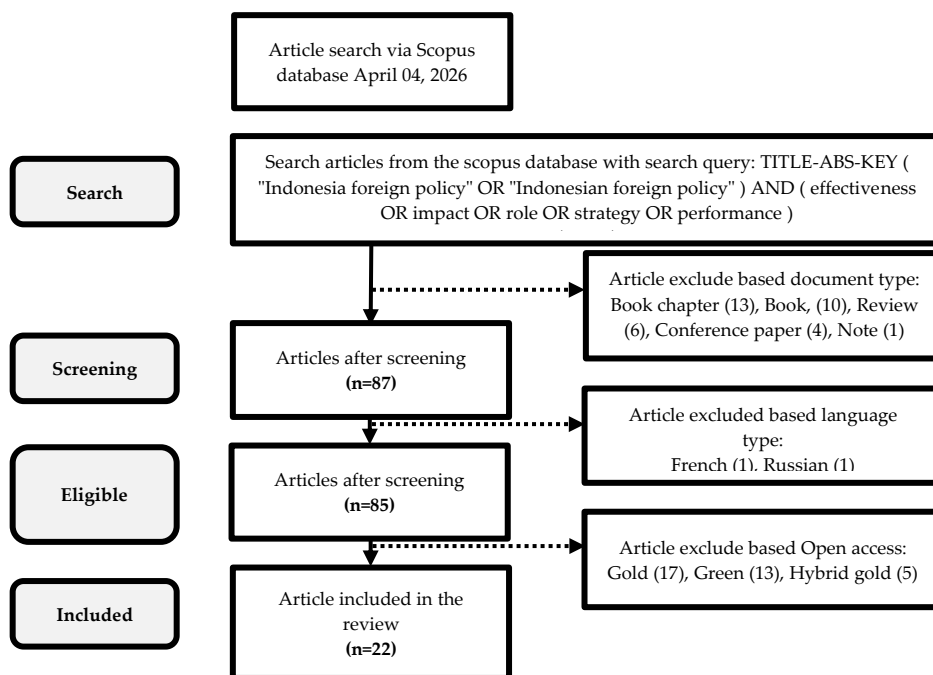 Article search via Scopus
database April 04, 2026
Search
Search articles from the scopus database with search query: TITLE-ABS-KEY (
"Indonesia foreign policy" OR "Indonesian foreign policy" ) AND ( effectiveness
OR impact OR role OR strategy OR performance )
Article exclude based document type:
Book chapter (13), Book, (10), Review
(6), Conference paper (4), Note (1)
Screening
Articles after screening
(n=87)
Article excluded based language
type:
French (1), Russian (1)
Eligible
Articles after screening
(n=85)
Article exclude based Open access:
Gold (17), Green (13), Hybrid gold (5)
Included
Article included in the
review
(n=22)